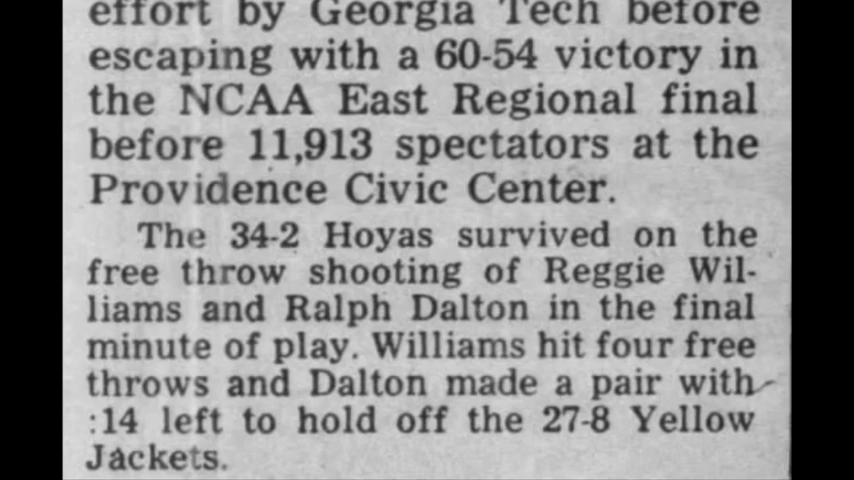 effort by Georgia Tech before
escaping with a 60-54 victory in
the NCAA East Regional final
before 11,913 spectators at the
Providence Civic Center.
The 34-2 Hoyas survived on the
free throw shooting of Reggie Wil-
liams and Ralph Dalton in the final
minute of play. Williams hit four free
throws and Dalton made a pair with
:14 left to hold off the 27-8 Yellow
Jackets.